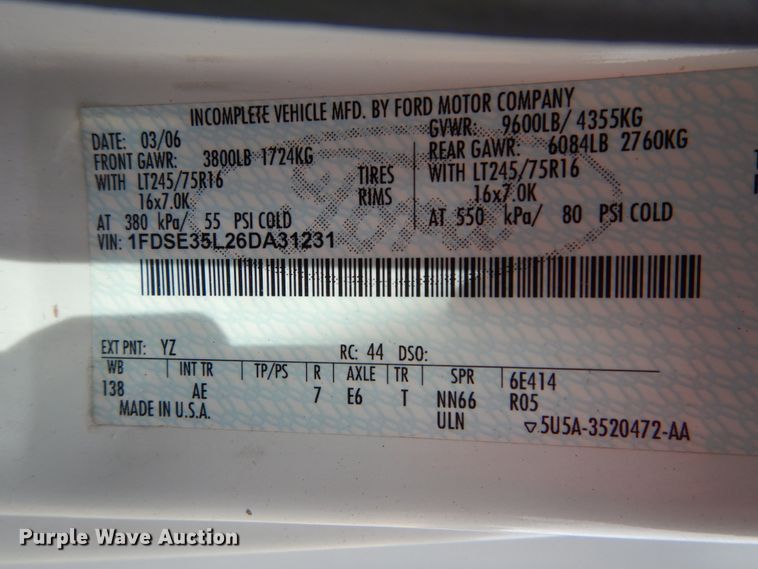 INCOMPLETE VEHICLE MFD. BY FORD MOTOR COMPANY
DATE: 03/06 GVWR: 9600LB/ 4355KG
FRONT GAWR: 3800LB 1724KG REAR GAWR: 6084LB 2760KG
WITH LT245/75R16 TIRES WITH LT245/75R16
16x7.0K RIMS 16x7.0K
AT 380 kPa/ 55 PSI COLD AT 550 kPa/ 80 PSI COLD
VIN: 1FDSE35L26DA31231
EXT PNT: YZ RC: 44 DSO:
WB INT TR TP/PS R AXLE TR SPR 6E414
138 AE 7 E6 T NN66 R05
MADE IN U.S.A. ULN ▽5U5A-3520472-AA
Purple Wave Auction